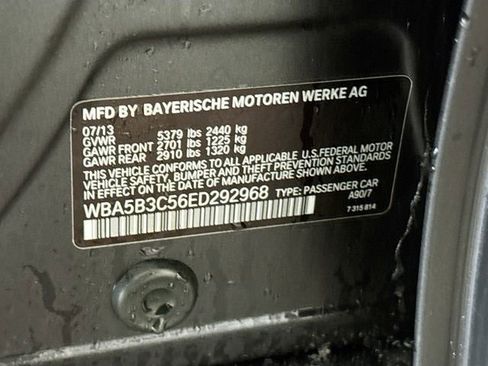 MFD BY BAYERISCHE MOTOREN WERKE AG
07/13 5379 lbs 2440 kg
GVWR
GAWR FRONT 2701 lbs 1225 kg
GAWR REAR 2910 lbs 1320 kg
THIS VEHICLE CONFORMS TO ALL APPLICABLE U.S.FEDERAL MOTOR
VEHICLE SAFETY, BUMPER AND THEFT PREVENTION STANDARDS
IN EFFECT ON THE DATE OF MANUFACTURE SHOWN ABOVE.
WBA5B3C56ED292968 TYPE: PASSENGER CAR
A90/7
7 315 814